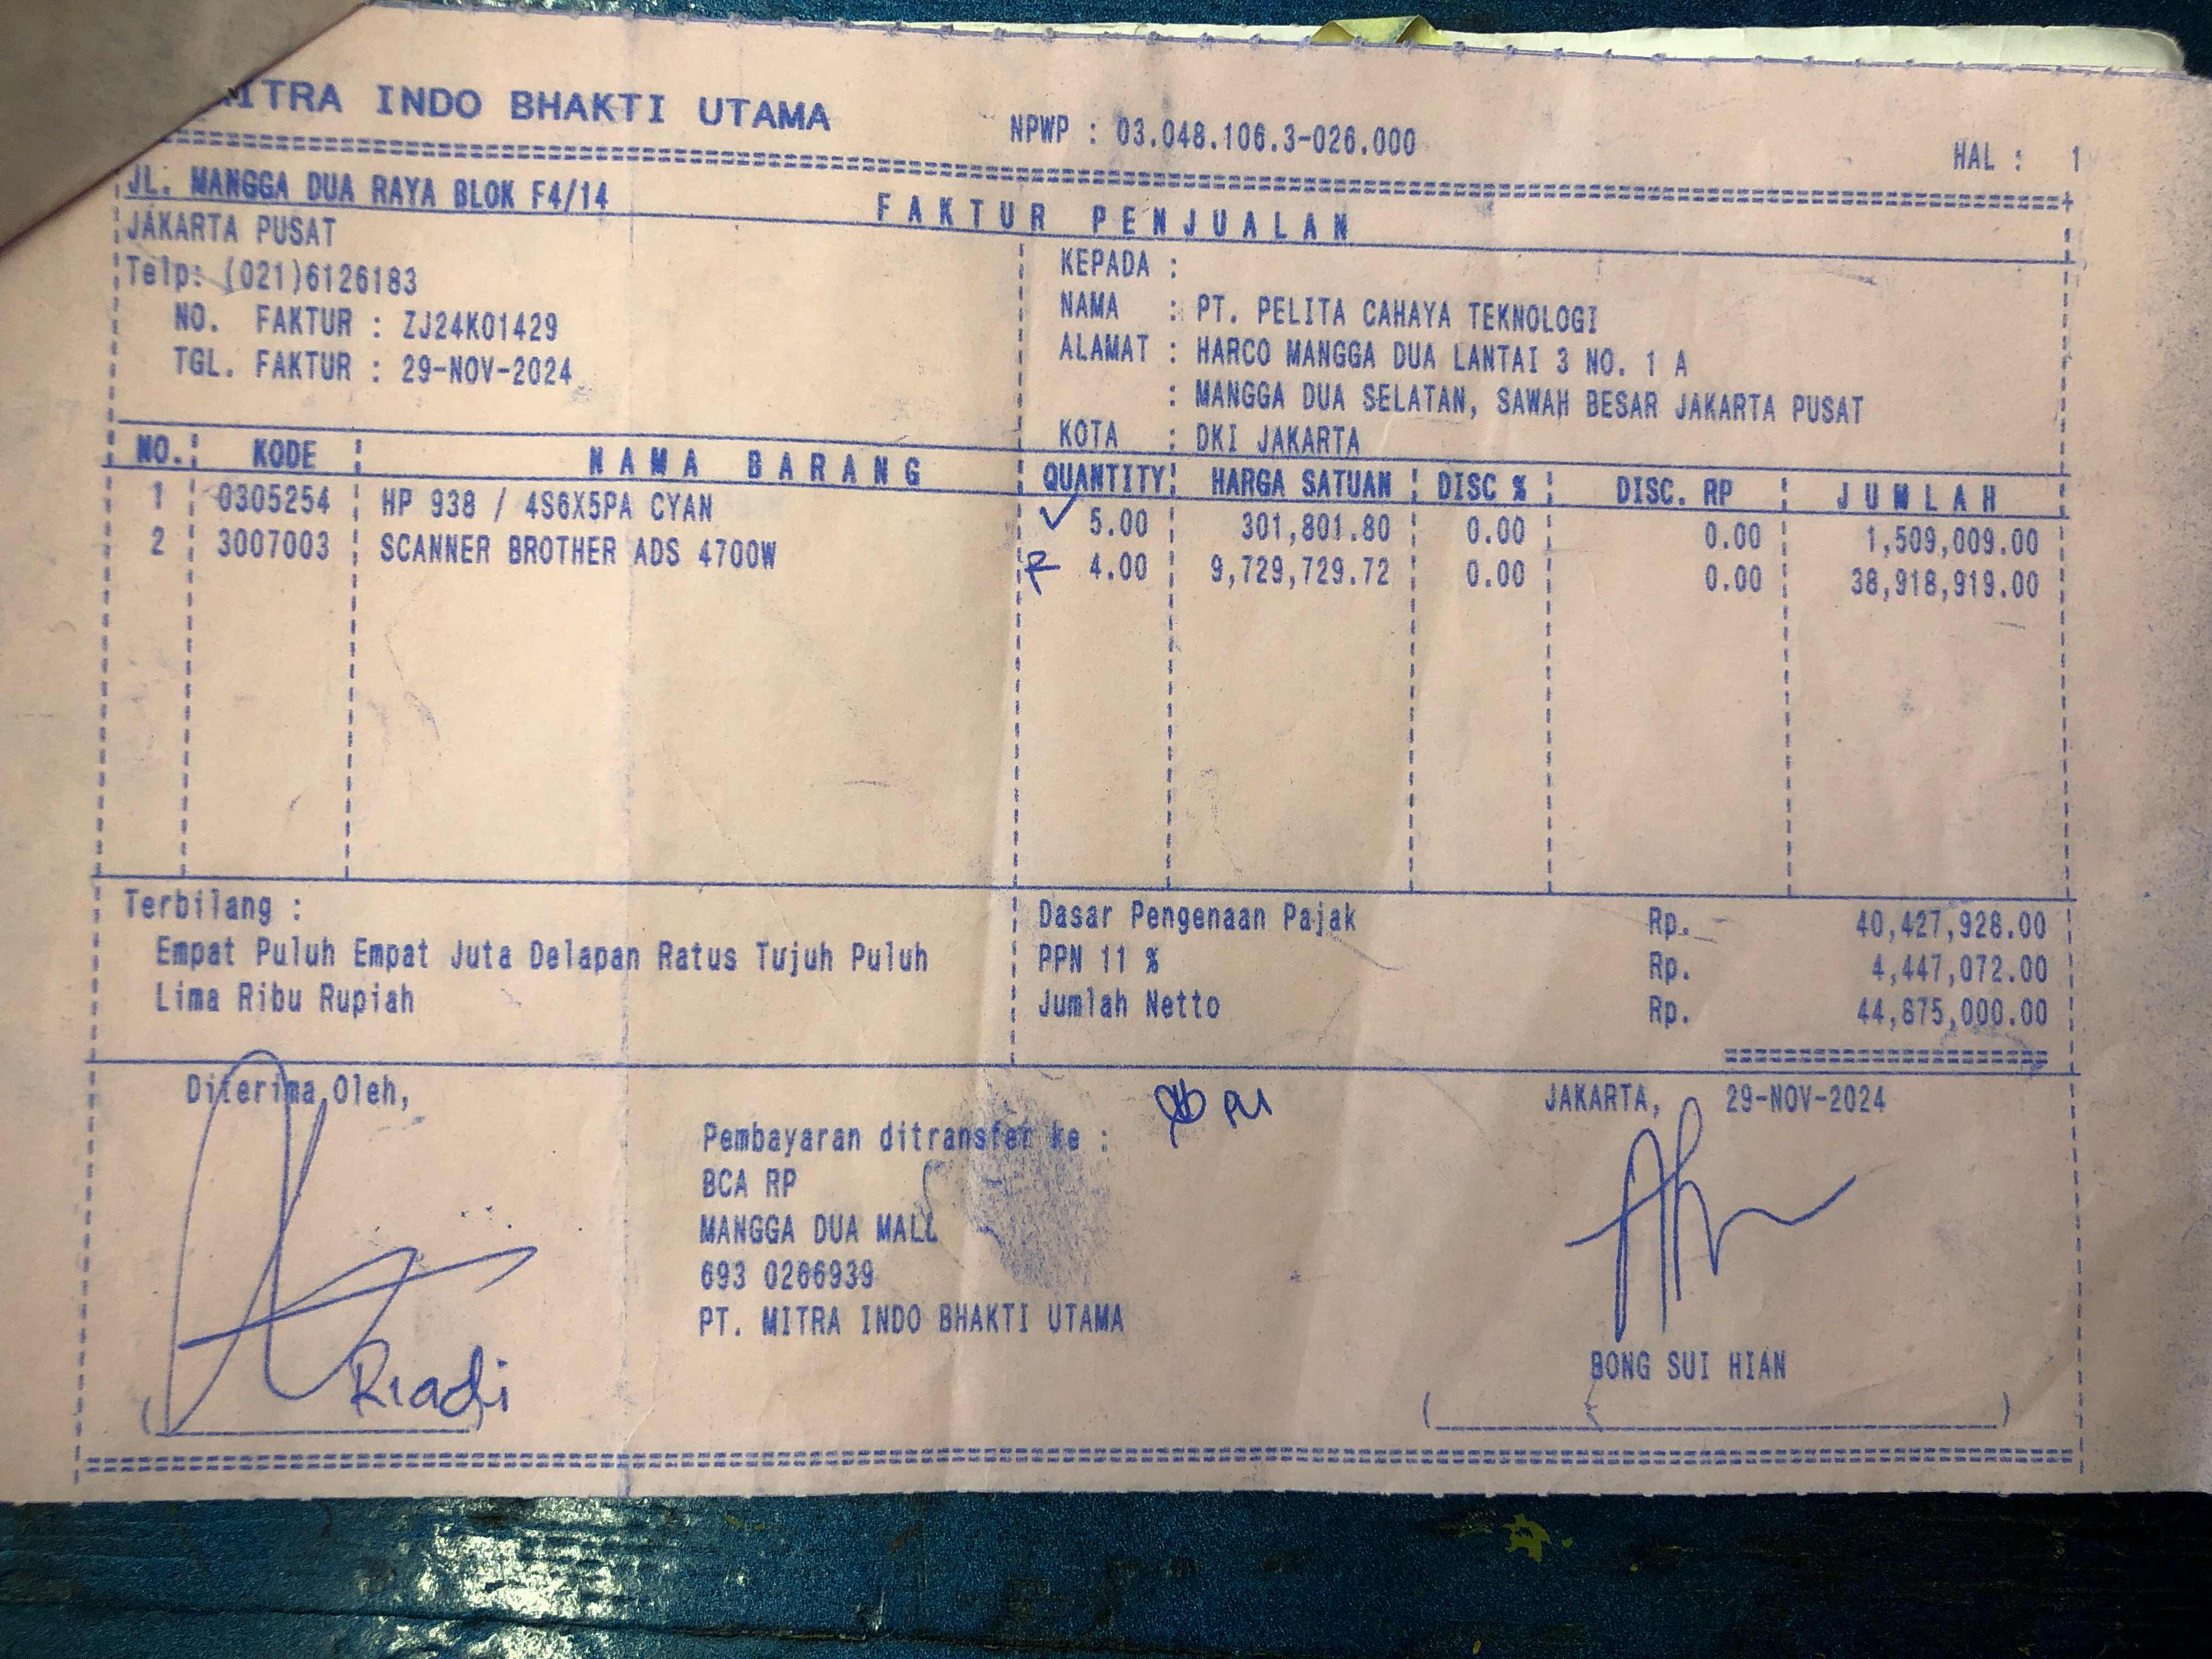 MITRA INDO BHAKTI UTAMA
NPWP : 03.048.106.3-026.000
HAL : 1
JL. MANGGA DUA RAYA BLOK F4/14
FAKTUR PENJUALAN
JAKARTA PUSAT
Telp: (021)6126183
NO. FAKTUR : ZJ24K01429
TGL. FAKTUR : 29-NOV-2024
KEPADA :
NAMA : PT. PELITA CAHAYA TEKNOLOGI
ALAMAT : HARCO MANGGA DUA LANTAI 3 NO. 1 A
: MANGGA DUA SELATAN, SAWAH BESAR JAKARTA PUSAT
KOTA : DKI JAKARTA
NO. KODE NAMA BARANG QUANTITY HARGA SATUAN DISC % DISC. RP JUMLAH
1 0305254 HP 938 / 4S6X5PA CYAN 5.00 301,801.80 0.00 0.00 1,509,009.00
2 3007003 SCANNER BROTHER ADS 4700W 4.00 9,729,729.72 0.00 0.00 38,918,919.00
Terbilang :
Empat Puluh Empat Juta Delapan Ratus Tujuh Puluh
Lima Ribu Rupiah
Dasar Pengenaan Pajak Rp. 40,427,928.00
PPN 11 % Rp. 4,447,072.00
Jumlah Netto Rp. 44,875,000.00
Diterima Oleh,
Riadi
Pembayaran ditransfer ke :
BCA RP
MANGGA DUA MALL
693 0266939
PT. MITRA INDO BHAKTI UTAMA
JAKARTA, 29-NOV-2024
BONG SUI HIAN